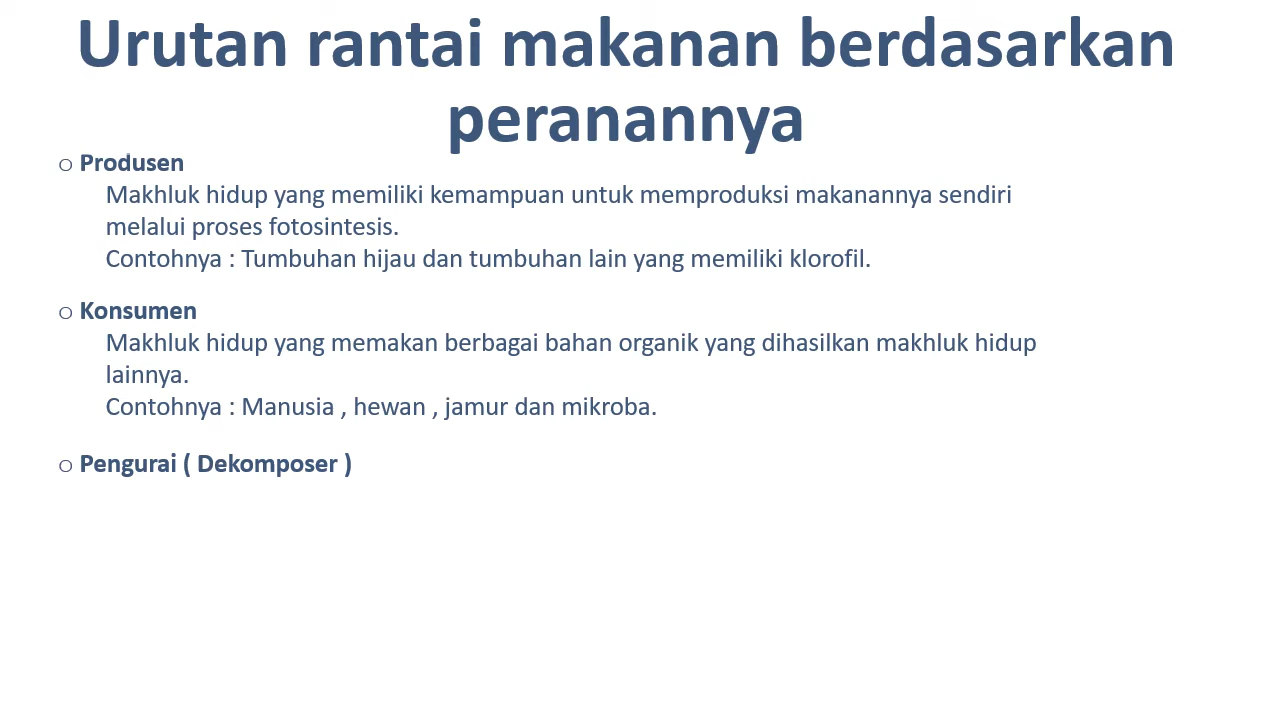 Urutan rantai makanan berdasarkan
peranannya
o Produsen
Makhluk hidup yang memiliki kemampuan untuk memproduksi makanannya sendiri
melalui proses fotosintesis.
Contohnya : Tumbuhan hijau dan tumbuhan lain yang memiliki klorofil.
o Konsumen
Makhluk hidup yang memakan berbagai bahan organik yang dihasilkan makhluk hidup
lainnya.
Contohnya : Manusia , hewan , jamur dan mikroba.
o Pengurai ( Dekomposer )